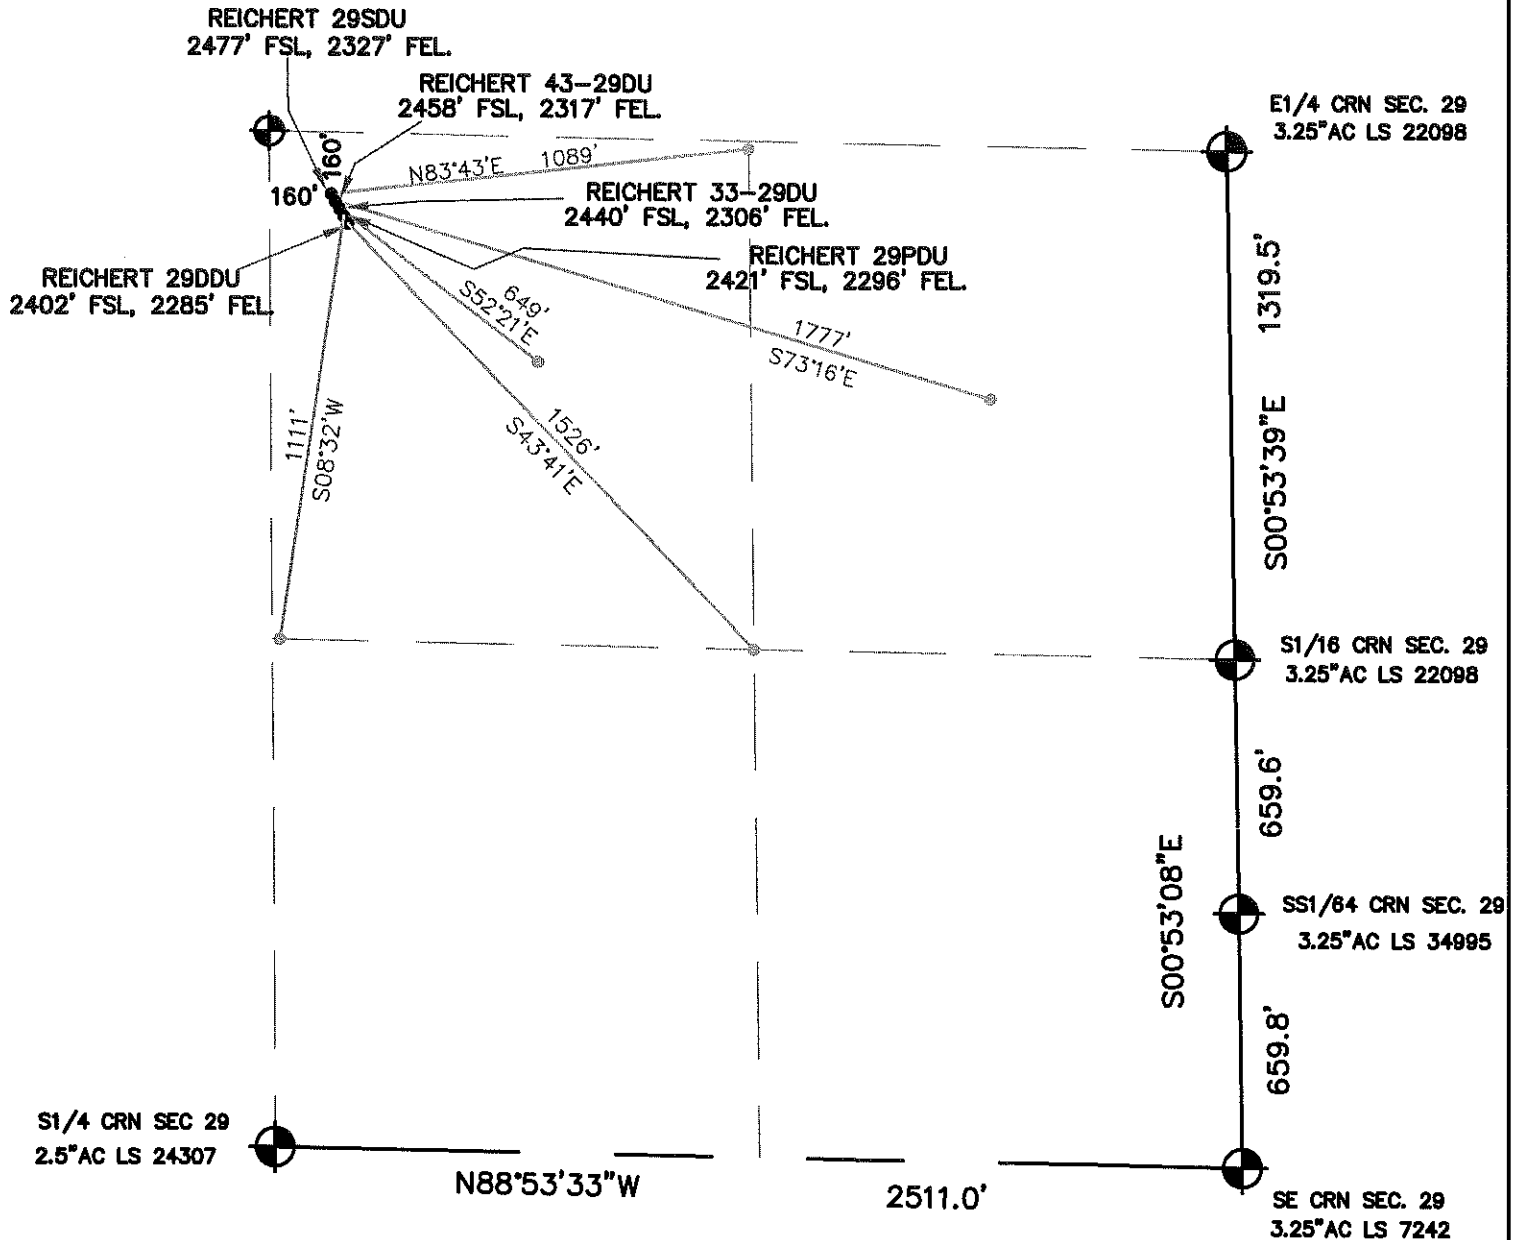 REICHERT 29SDU
2477' FSL, 2327' FEL.
REICHERT 43-29DU
2458' FSL, 2317' FEL.
E1/4 CRN SEC. 29
3.25"AC LS 22098
160'
160'
N83°43'E
1089'
REICHERT 33-29DU
2440' FSL, 2306' FEL.
REICHERT 29PDU
2421' FSL, 2296' FEL.
REICHERT 29DDU
2402' FSL, 2285' FEL.
649'
S52°21'E
1777'
S73°16'E
1319.5'
S00°53'39"E
1111'
S08°32'W
1526'
S43°41'E
S1/16 CRN SEC. 29
3.25"AC LS 22098
659.6'
S00°53'08"E
SS1/64 CRN SEC. 29
3.25"AC LS 34995
659.8'
S1/4 CRN SEC 29
2.5"AC LS 24307
N88°53'33"W
2511.0'
SE CRN SEC. 29
3.25"AC LS 7242